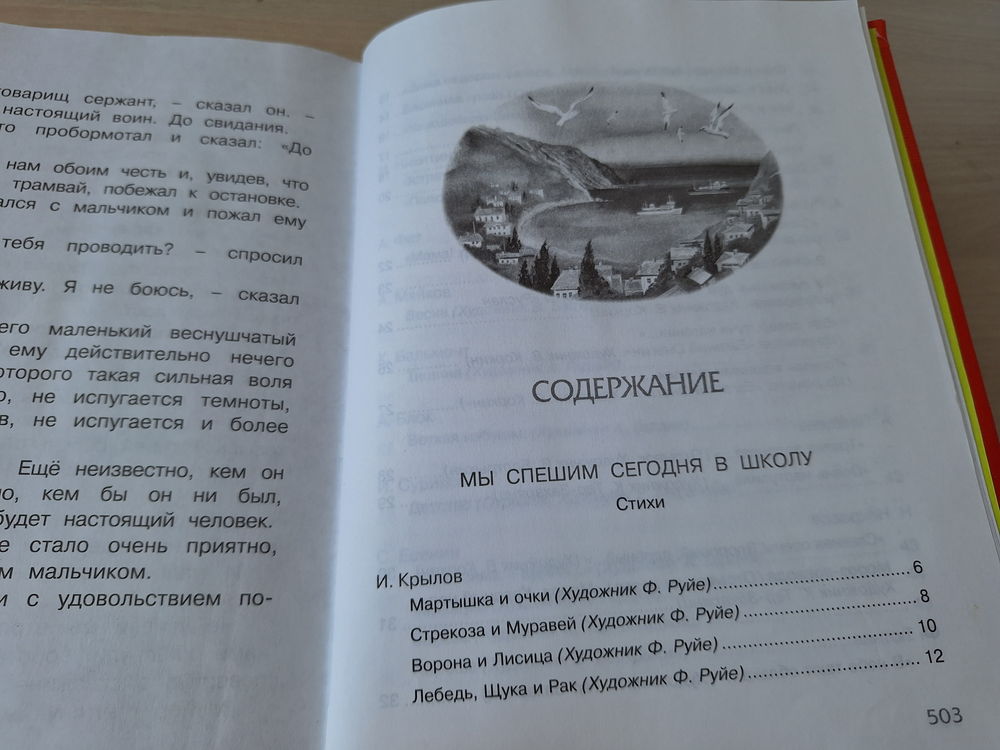 товарищ сержант, – сказал он. –
настоящий воин. До свидания.
пробормотал и сказал: «До
нам обоим честь и, увидев, что
трамвай, побежал к остановке.
с мальчиком и пожал ему
тебя проводить? – спросил
живу. Я не боюсь, – сказал
маленький веснушчатый
ему действительно нечего
которого такая сильная воля
не испугается темноты,
не испугается и более
Ещё неизвестно, кем он
кем бы он ни был,
будет настоящий человек.
стало очень приятно,
мальчиком.
и с удовольствием по-
СОДЕРЖАНИЕ
МЫ СПЕШИМ СЕГОДНЯ В ШКОЛУ
Стихи
И. Крылов
Мартышка и очки (Художник Ф. Руйе) 6
Стрекоза и Муравей (Художник Ф. Руйе) 8
Ворона и Лисица (Художник Ф. Руйе) 10
Лебедь, Щука и Рак (Художник Ф. Руйе) 12
503